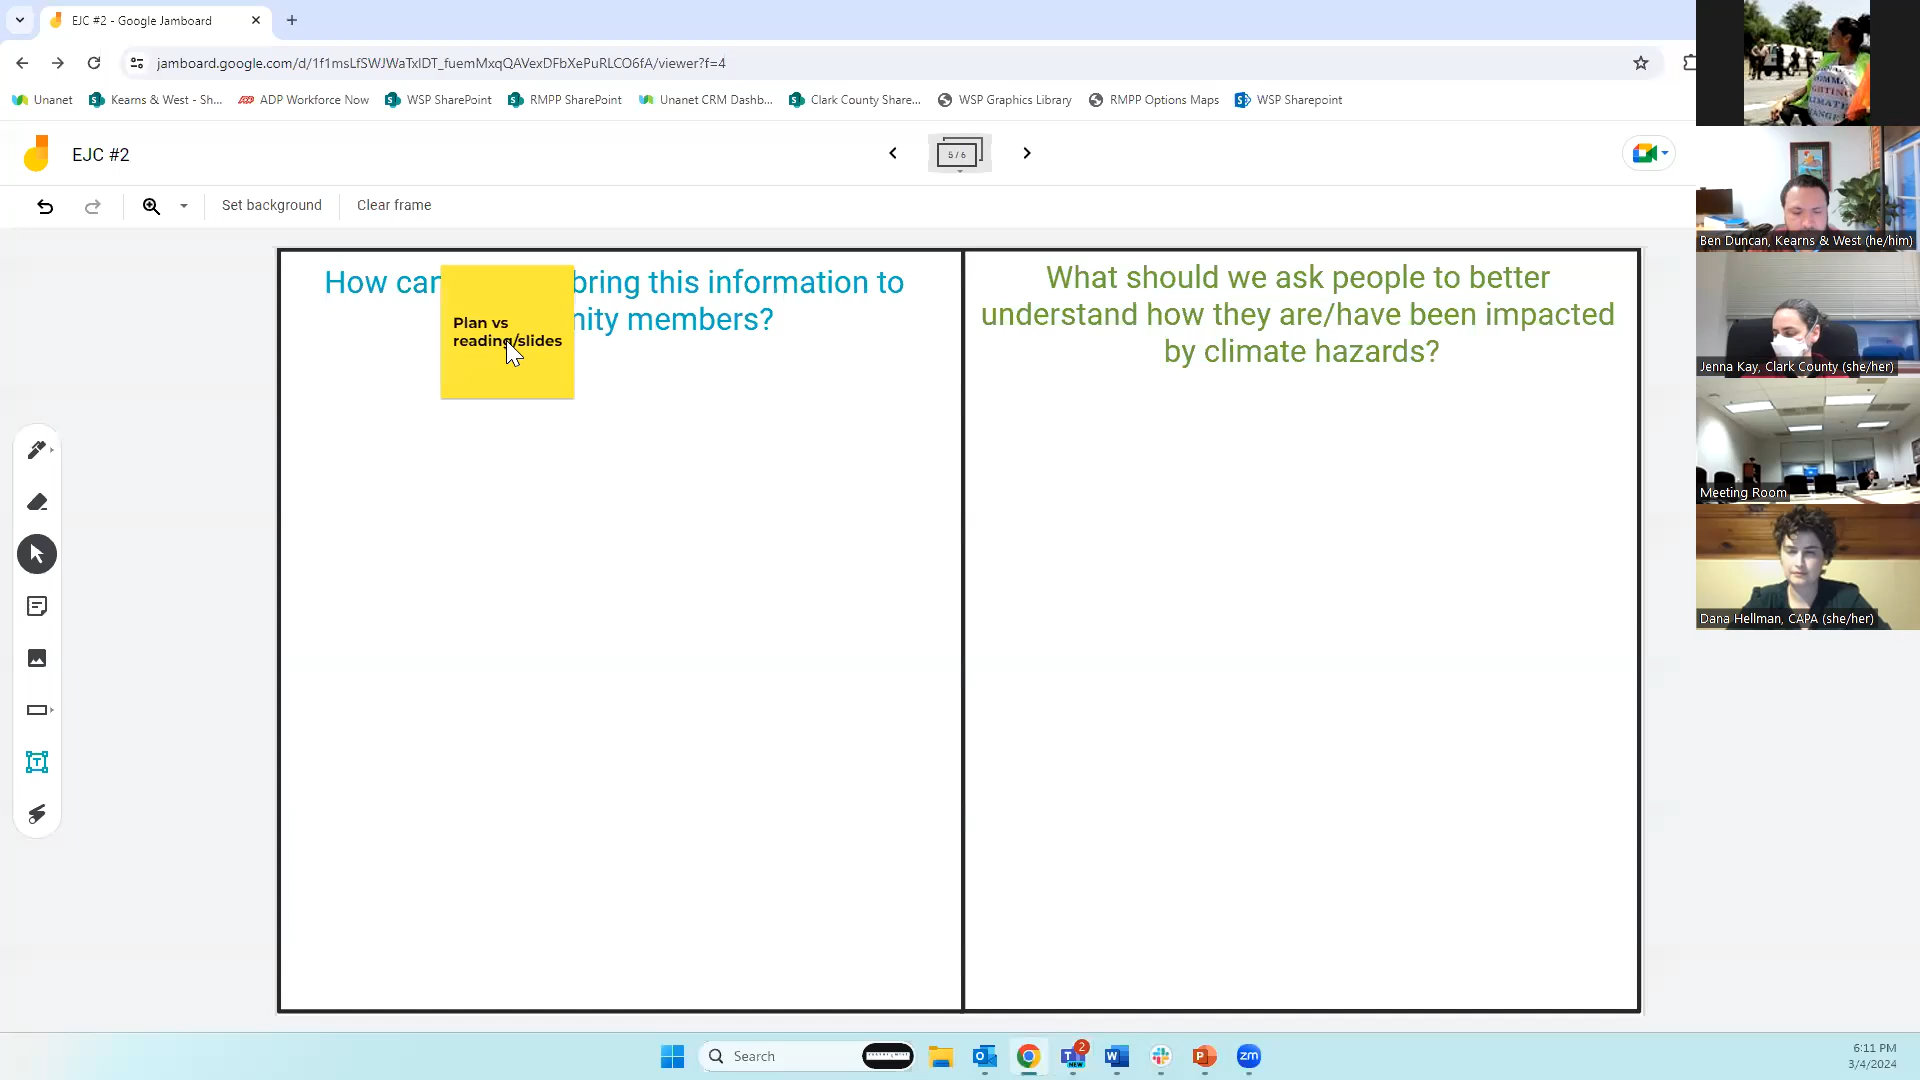 EJC #2 - Google Jamboard
jamboard.google.com/d/1f1msLfSWJWaTxlDT_fuemMxqQAVexDFbXePuRLCO6fA/viewer?f=4
Unanet
Kearns & West - Sh...
ADP Workforce Now
WSP SharePoint
RMPP SharePoint
Unanet CRM Dashb...
Clark County Share...
WSP Graphics Library
RMPP Options Maps
WSP Sharepoint
EJC #2
5 / 6
Set background
Clear frame
How can
bring this information to
nity members?
Plan vs
reading/slides
What should we ask people to better
understand how they are/have been impacted
by climate hazards?
Ben Duncan, Kearns & West (he/him)
Jenna Kay, Clark County (she/her)
Meeting Room
Dana Hellman, CAPA (she/her)
Search
2
NEW
zm
6:11 PM
3/4/2024